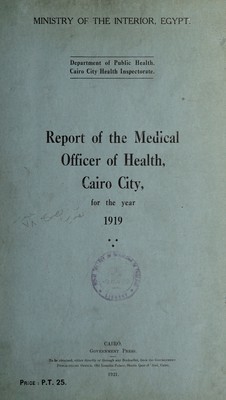 MINISTRY OF THE INTERIOR, EGYPT.
Department of Public Health.
Cairo City Health Inspectorate.
Report of the Medical
Officer of Health,
Cairo City,
for the year
1919
CAIRO
GOVERNMENT PRESS
PRICE : P.T. 25.